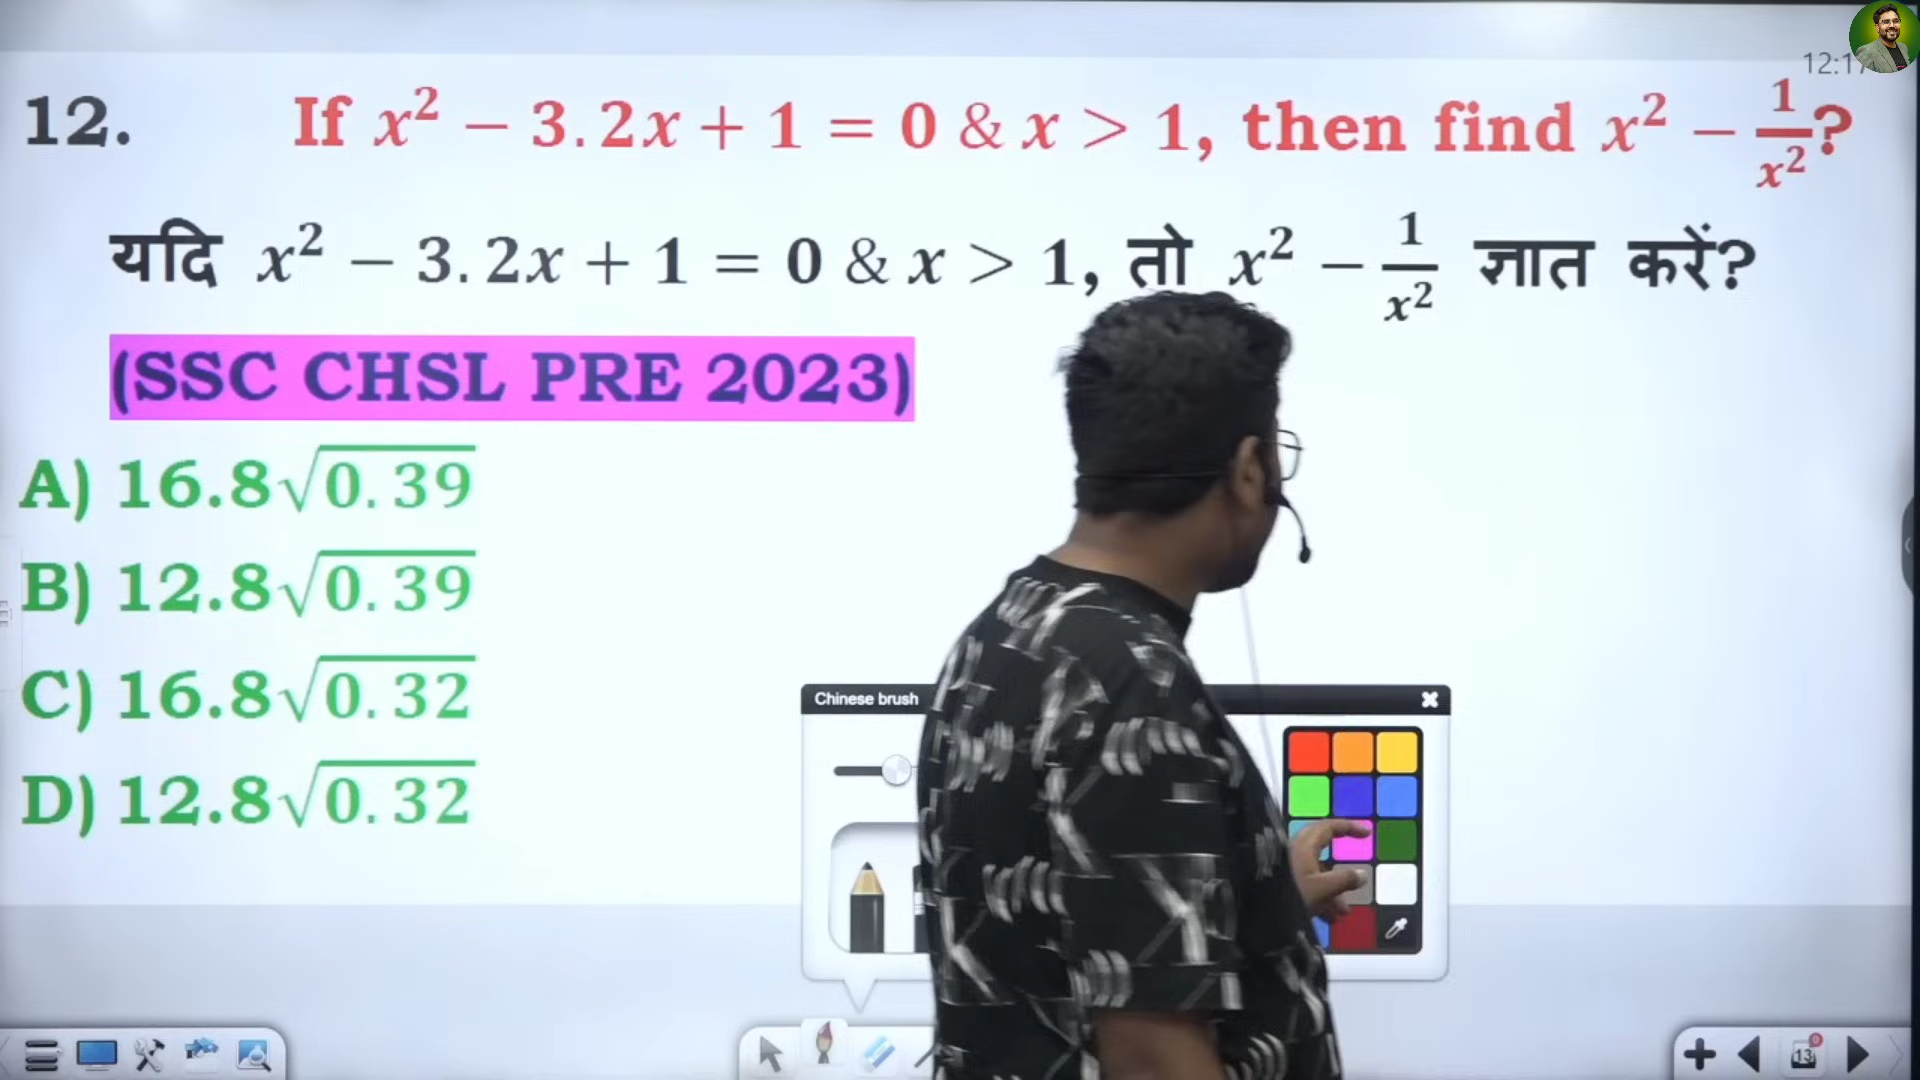 12:17
12. If x² − 3.2x + 1 = 0 & x > 1, then find x² − 1/x²?
यदि x² − 3.2x + 1 = 0 & x > 1, तो x² − 1/x² ज्ञात करें?
(SSC CHSL PRE 2023)
A) 16.8√0.39
B) 12.8√0.39
C) 16.8√0.32
D) 12.8√0.32
Chinese brush
13